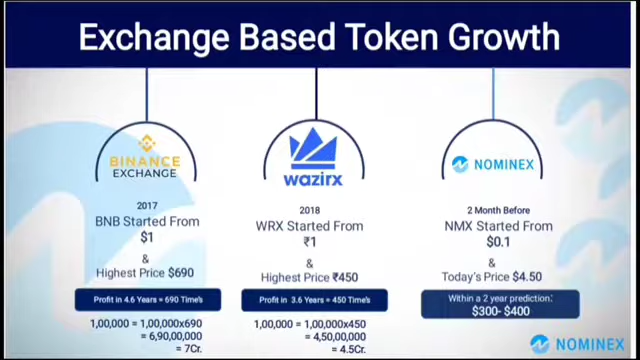 Exchange Based Token Growth
BINANCE
EXCHANGE
2017
BNB Started From
$1
&
Highest Price $690
Profit in 4.6 Years = 690 Time's
1,00,000 = 1,00,000x690
= 6,90,00,000
= 7Cr.
wazirx
2018
WRX Started From
₹1
&
Highest Price ₹450
Profit in 3.6 Years = 450 Time's
1,00,000 = 1,00,000x450
= 4,50,00,000
= 4.5Cr.
NOMINEX
2 Month Before
NMX Started From
$0.1
&
Today's Price $4.50
Within a 2 year prediction:
$300- $400
NOMINEX